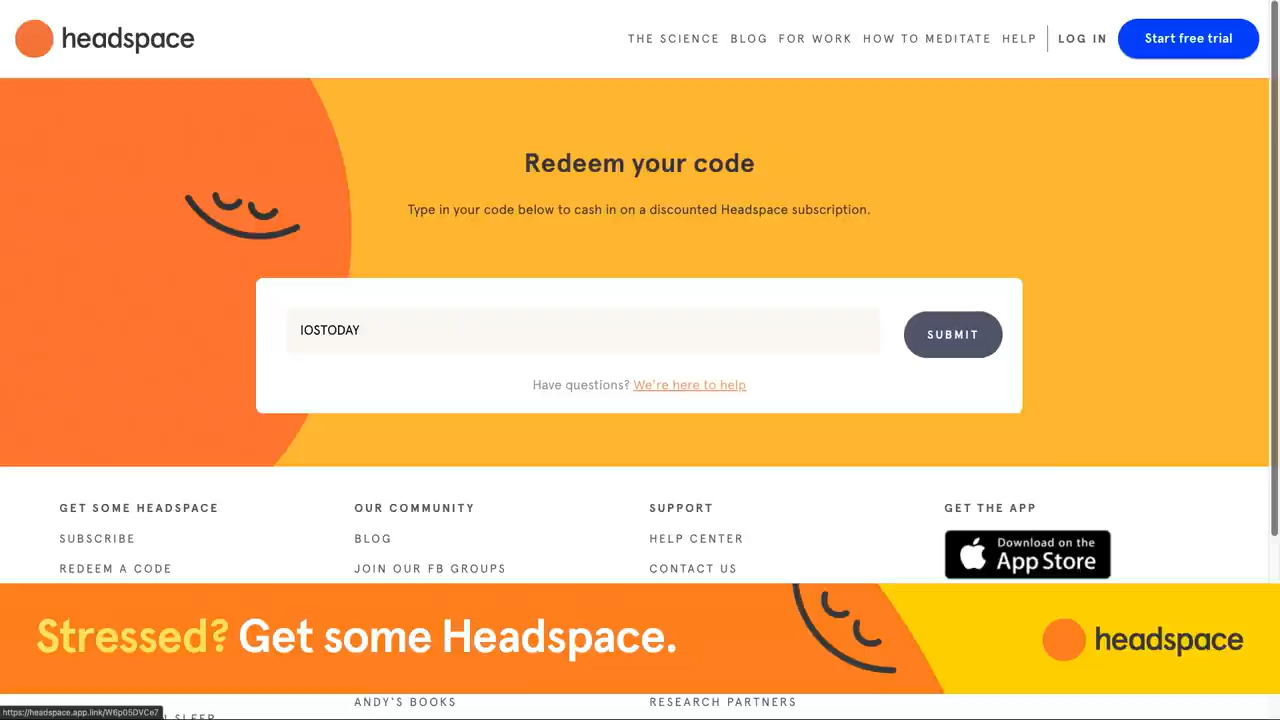 headspace
THE SCIENCE BLOG FOR WORK HOW TO MEDITATE HELP LOG IN Start free trial
Redeem your code
Type in your code below to cash in on a discounted Headspace subscription.
IOSTODAY
SUBMIT
Have questions? We're here to help
GET SOME HEADSPACE
SUBSCRIBE
REDEEM A CODE
OUR COMMUNITY
BLOG
JOIN OUR FB GROUPS
SUPPORT
HELP CENTER
CONTACT US
GET THE APP
Download on the
App Store
Stressed? Get some Headspace.
headspace
ANDY'S BOOKS
RESEARCH PARTNERS
https://headspace.app.link/W6p05DVCe7
SLEEP